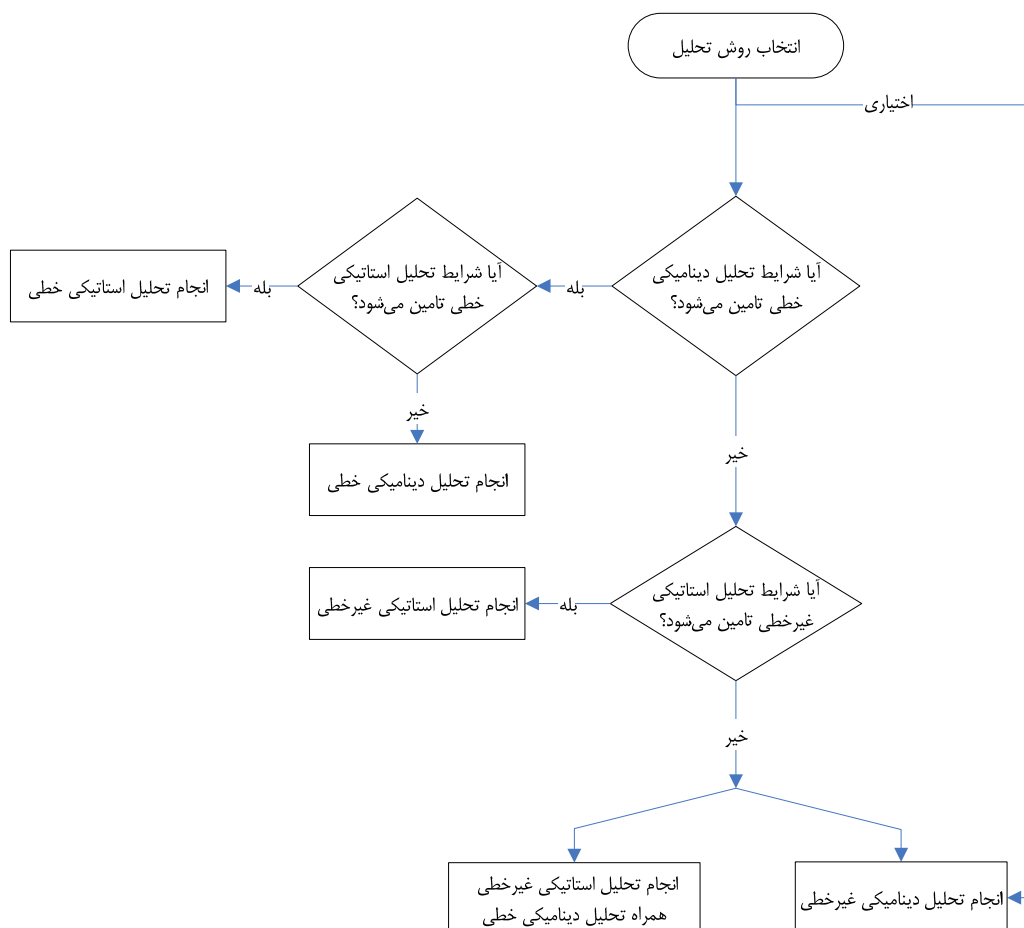 انتخاب روش تحلیل
اختیاری
آیا شرایط تحلیل دینامیکی
خطی تامین می‌شود؟
بله
آیا شرایط تحلیل استاتیکی
خطی تامین می‌شود؟
بله
انجام تحلیل استاتیکی خطی
خیر
انجام تحلیل دینامیکی خطی
خیر
آیا شرایط تحلیل استاتیکی
غیرخطی تامین می‌شود؟
بله
انجام تحلیل استاتیکی غیرخطی
خیر
انجام تحلیل دینامیکی غیرخطی
انجام تحلیل استاتیکی غیرخطی
همراه تحلیل دینامیکی خطی